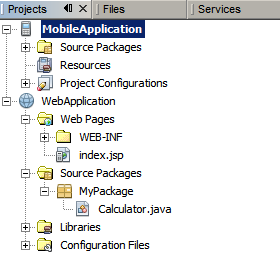 Projects Files Services
MobileApplication
Source Packages
Resources
Project Configurations
WebApplication
Web Pages
WEB-INF
index.jsp
Source Packages
MyPackage
Calculator.java
Libraries
Configuration Files